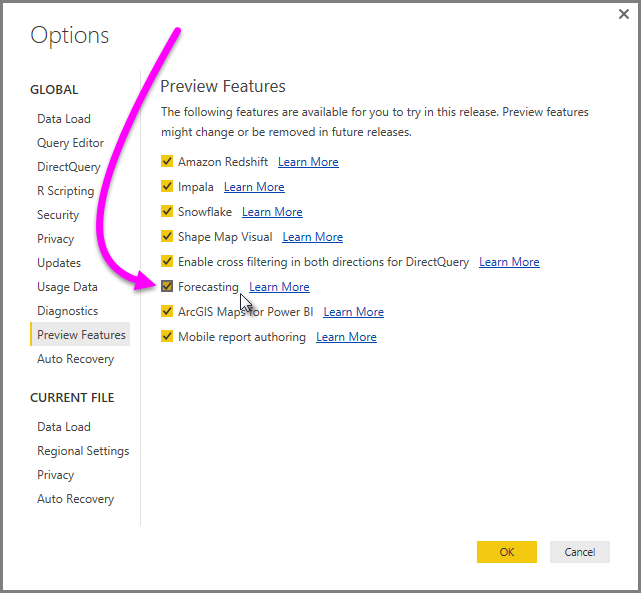 Options
GLOBAL
Data Load
Query Editor
DirectQuery
R Scripting
Security
Privacy
Updates
Usage Data
Diagnostics
Preview Features
Auto Recovery
CURRENT FILE
Data Load
Regional Settings
Privacy
Auto Recovery
Preview Features
The following features are available for you to try in this release. Preview features
might change or be removed in future releases.
Amazon Redshift Learn More
Impala Learn More
Snowflake Learn More
Shape Map Visual Learn More
Enable cross filtering in both directions for DirectQuery Learn More
Forecasting Learn More
ArcGIS Maps for Power BI Learn More
Mobile report authoring Learn More
OK Cancel